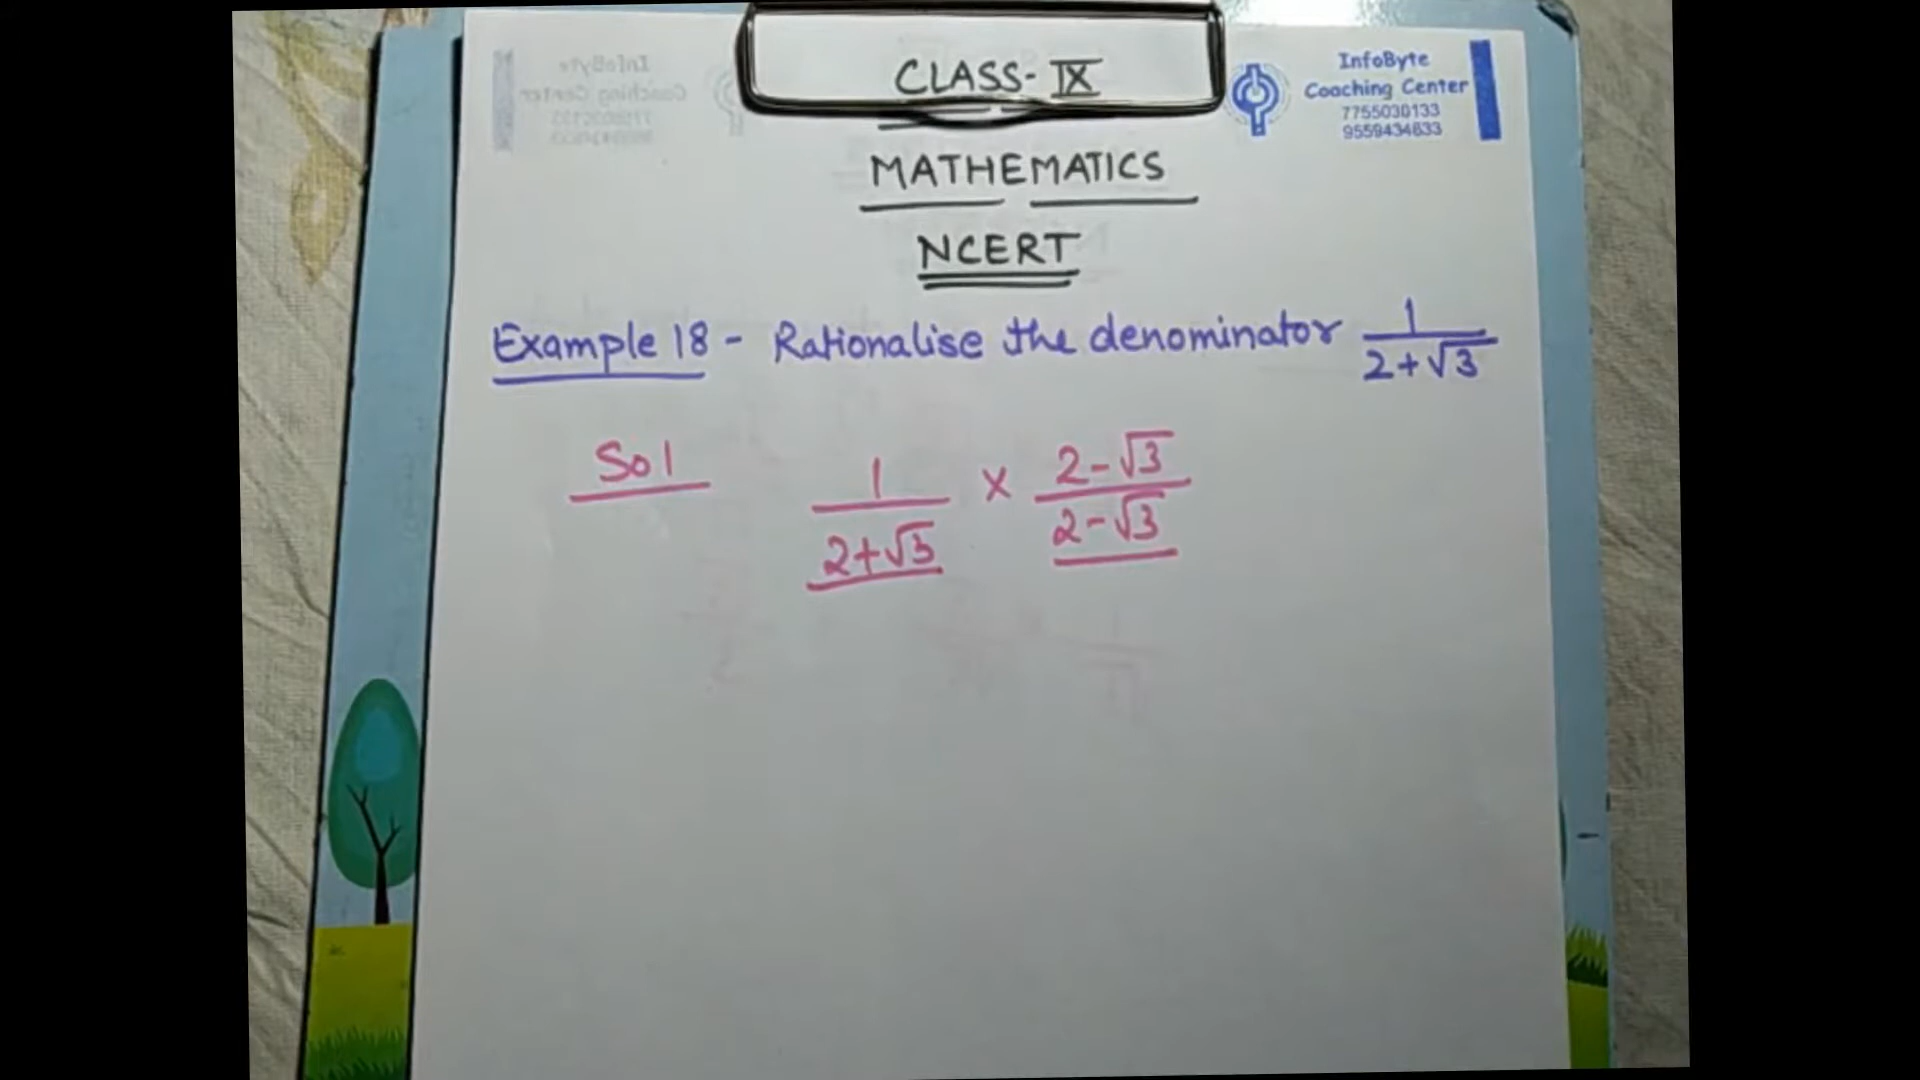 CLASS- IX
InfoByte
Coaching Center
7755030133
9559434633
MATHEMATICS
NCERT
Example 18 - Rationalise the denominator 1/(2+√3)
Sol 1/(2+√3) × (2-√3)/(2-√3)